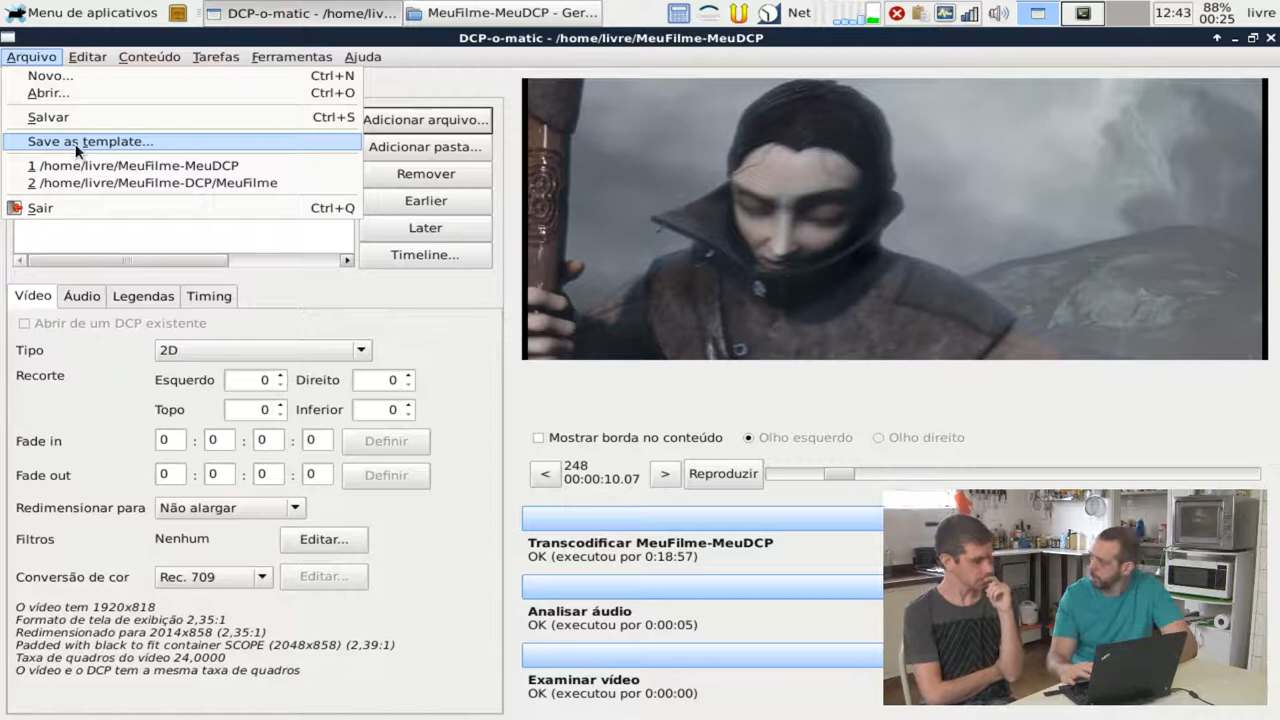 Menu de aplicativos
DCP-o-matic - /home/liv...
MeuFilme-MeuDCP - Ger...
Net
12:43
88%
00:25
livre
DCP-o-matic - /home/livre/MeuFilme-MeuDCP
Arquivo Editar Conteúdo Tarefas Ferramentas Ajuda
Novo... Ctrl+N
Abrir... Ctrl+O
Salvar Ctrl+S
Save as template...
1 /home/livre/MeuFilme-MeuDCP
2 /home/livre/MeuFilme-DCP/MeuFilme
Sair Ctrl+Q
Adicionar arquivo...
Adicionar pasta...
Remover
Earlier
Later
Timeline...
Vídeo Áudio Legendas Timing
Abrir de um DCP existente
Tipo 2D
Recorte Esquerdo 0 Direito 0
Topo 0 Inferior 0
Fade in 0 : 0 : 0 : 0 Definir
Fade out 0 : 0 : 0 : 0 Definir
Redimensionar para Não alargar
Filtros Nenhum Editar...
Conversão de cor Rec. 709 Editar...
O vídeo tem 1920x818
Formato de tela de exibição 2,35:1
Redimensionado para 2014x858 (2,35:1)
Padded with black to fit container SCOPE (2048x858) (2,39:1)
Taxa de quadros do vídeo 24,0000
O vídeo e o DCP tem a mesma taxa de quadros
Mostrar borda no conteúdo Olho esquerdo Olho direito
< 248 > Reproduzir
00:00:10.07
Transcodificar MeuFilme-MeuDCP
OK (executou por 0:18:57)
Analisar áudio
OK (executou por 0:00:05)
Examinar vídeo
OK (executou por 0:00:00)